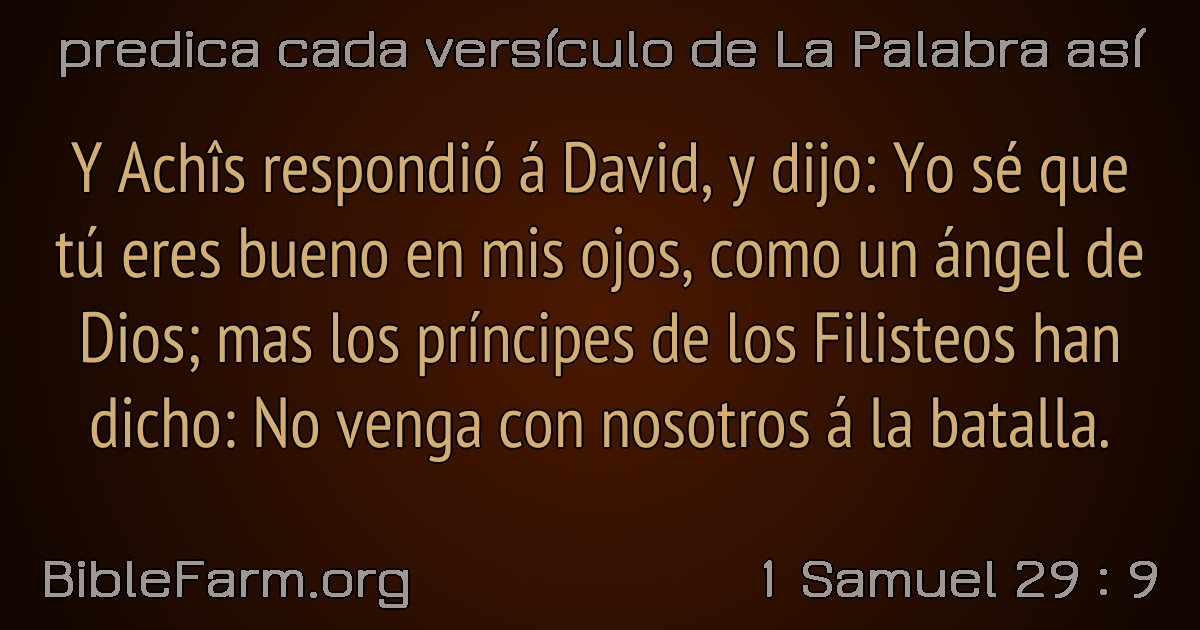 predica cada versículo de La Palabra así
Y Achîs respondió á David, y dijo: Yo sé que
tú eres bueno en mis ojos, como un ángel de
Dios; mas los príncipes de los Filisteos han
dicho: No venga con nosotros á la batalla.
BibleFarm.org
1 Samuel 29 : 9